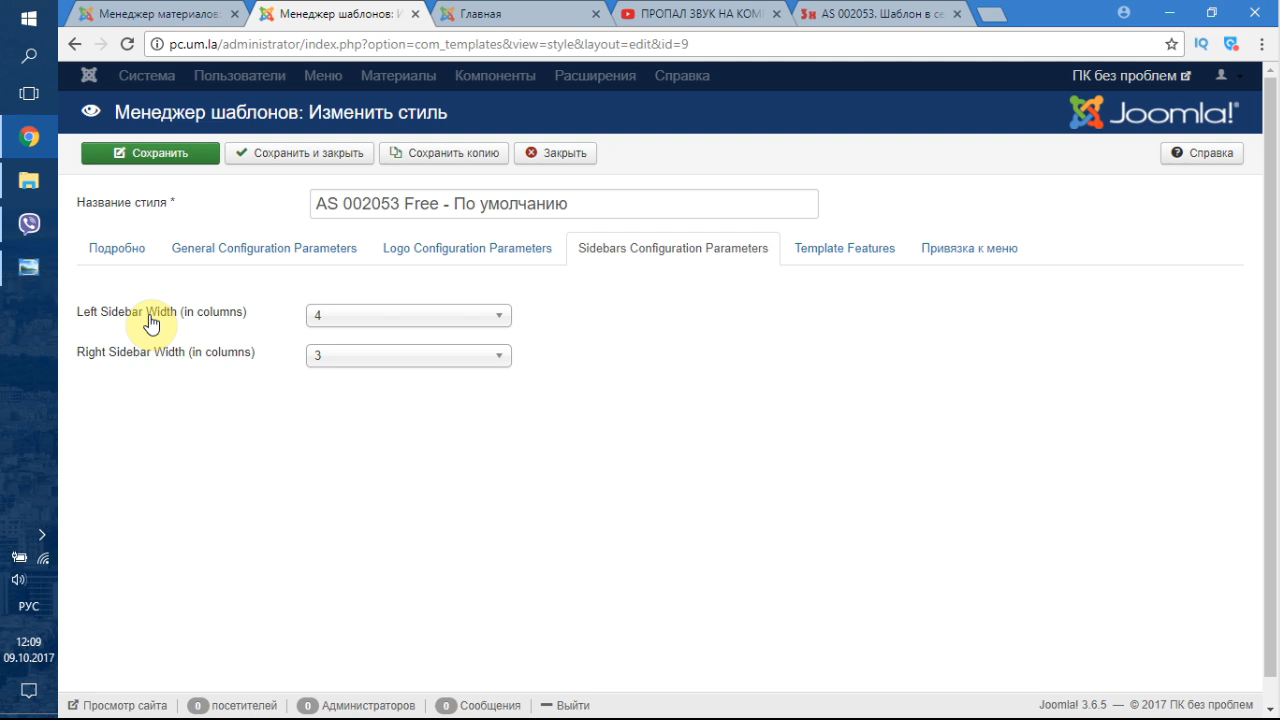 Менеджер материалов:
Менеджер шаблонов: И
Главная
ПРОПАЛ ЗВУК НА КОМП
AS 002053. Шаблон в се
pc.um.la/administrator/index.php?option=com_templates&view=style&layout=edit&id=9
IQ
Система Пользователи Меню Материалы Компоненты Расширения Справка ПК без проблем
Менеджер шаблонов: Изменить стиль
Joomla!®
Сохранить Сохранить и закрыть Сохранить копию Закрыть Справка
Название стиля * AS 002053 Free - По умолчанию
Подробно General Configuration Parameters Logo Configuration Parameters Sidebars Configuration Parameters Template Features Привязка к меню
Left Sidebar Width (in columns) 4
Right Sidebar Width (in columns) 3
РУС
12:09
09.10.2017
Просмотр сайта 0 посетителей 0 Администраторов 0 Сообщения Выйти Joomla! 3.6.5 — © 2017 ПК без проблем